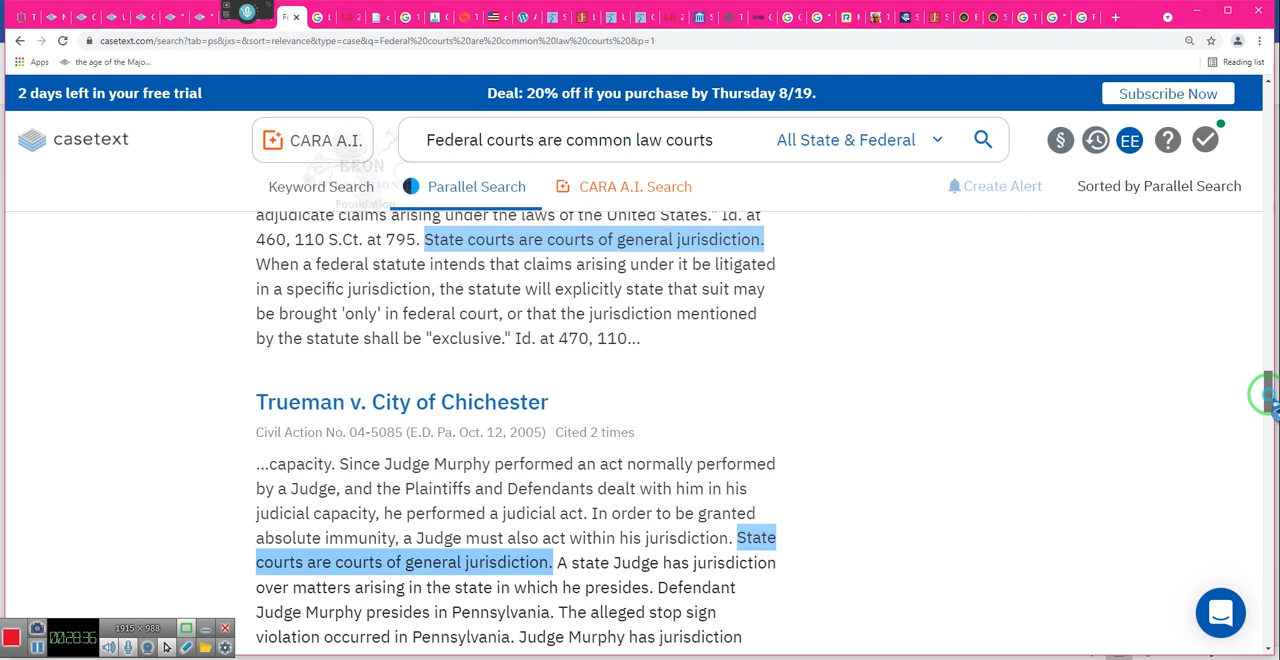 casetext.com/search?tab=ps&jxs=&sort=relevance&type=case&q=Federal%20courts%20are%20common%20law%20courts%20&p=1
Apps the age of the Majo... Reading list
2 days left in your free trial Deal: 20% off if you purchase by Thursday 8/19. Subscribe Now
casetext CARA A.I. Federal courts are common law courts All State & Federal § EE ?
EEON
Keyword Search Parallel Search CARA A.I. Search Create Alert Sorted by Parallel Search
Foundation
adjudicate claims arising under the laws of the United States." Id. at
460, 110 S.Ct. at 795. State courts are courts of general jurisdiction.
When a federal statute intends that claims arising under it be litigated
in a specific jurisdiction, the statute will explicitly state that suit may
be brought 'only' in federal court, or that the jurisdiction mentioned
by the statute shall be "exclusive." Id. at 470, 110...
Trueman v. City of Chichester
Civil Action No. 04-5085 (E.D. Pa. Oct. 12, 2005) Cited 2 times
...capacity. Since Judge Murphy performed an act normally performed
by a Judge, and the Plaintiffs and Defendants dealt with him in his
judicial capacity, he performed a judicial act. In order to be granted
absolute immunity, a Judge must also act within his jurisdiction. State
courts are courts of general jurisdiction. A state Judge has jurisdiction
over matters arising in the state in which he presides. Defendant
Judge Murphy presides in Pennsylvania. The alleged stop sign
violation occurred in Pennsylvania. Judge Murphy has jurisdiction
1915 × 988
00:28:36